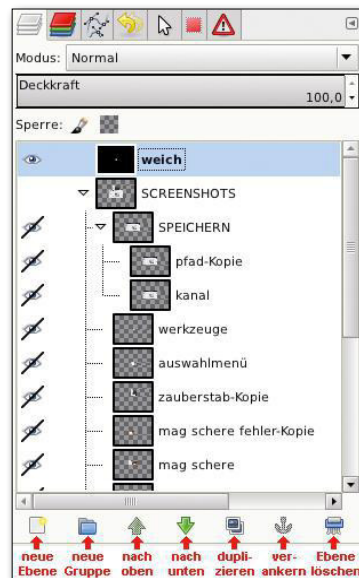 Modus: Normal
Deckkraft
100,0
Sperre:
weich
SCREENSHOTS
SPEICHERN
pfad-Kopie
kanal
werkzeuge
auswahlmenü
zauberstab-Kopie
mag schere fehler-Kopie
mag schere
neue neue nach nach dupli- ver- Ebene
Ebene Gruppe oben unten zieren ankern löschen